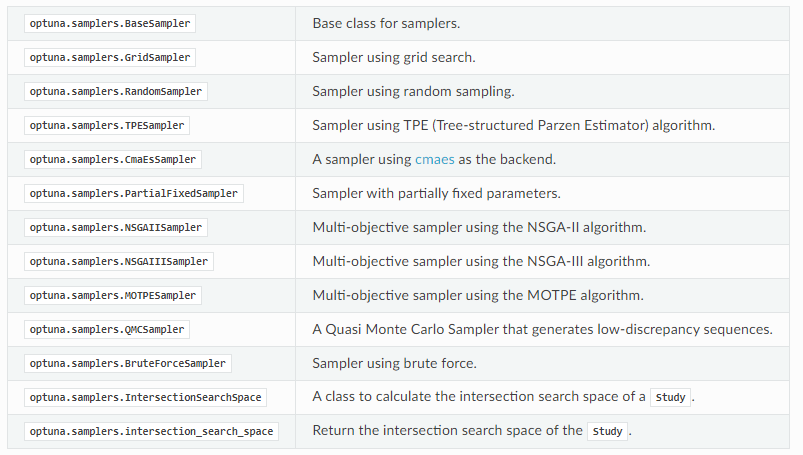 optuna.samplers.BaseSampler Base class for samplers.
optuna.samplers.GridSampler Sampler using grid search.
optuna.samplers.RandomSampler Sampler using random sampling.
optuna.samplers.TPESampler Sampler using TPE (Tree-structured Parzen Estimator) algorithm.
optuna.samplers.CmaEsSampler A sampler using cmaes as the backend.
optuna.samplers.PartialFixedSampler Sampler with partially fixed parameters.
optuna.samplers.NSGAIISampler Multi-objective sampler using the NSGA-II algorithm.
optuna.samplers.NSGAIIISampler Multi-objective sampler using the NSGA-III algorithm.
optuna.samplers.MOTPESampler Multi-objective sampler using the MOTPE algorithm.
optuna.samplers.QMCSampler A Quasi Monte Carlo Sampler that generates low-discrepancy sequences.
optuna.samplers.BruteForceSampler Sampler using brute force.
optuna.samplers.IntersectionSearchSpace A class to calculate the intersection search space of a Study.
optuna.samplers.intersection_search_space Return the intersection search space of the Study.